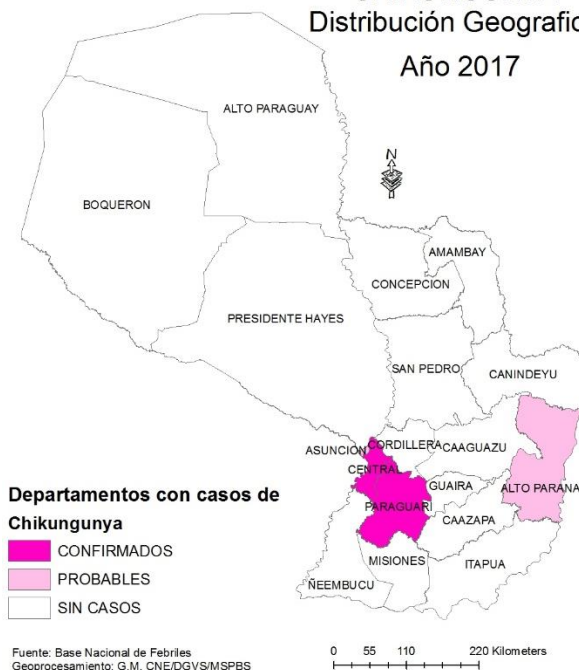 Distribución Geografic
Año 2017
ALTO PARAGUAY
N
BOQUERON
AMAMBAY
CONCEPCION
PRESIDENTE HAYES
SAN PEDRO
CANINDEYU
ASUNCION
CORDILLERA
CAAGUAZU
CENTRAL
GUAIRA
ALTO PARANA
PARAGUARI
CAAZAPA
MISIONES
ITAPUA
ÑEEMBUCU
Departamentos con casos de
Chikungunya
CONFIRMADOS
PROBABLES
SIN CASOS
Fuente: Base Nacional de Febriles
Geoprocesamiento: G.M. CNE/DGVS/MSPBS
0 55 110 220 Kilometers